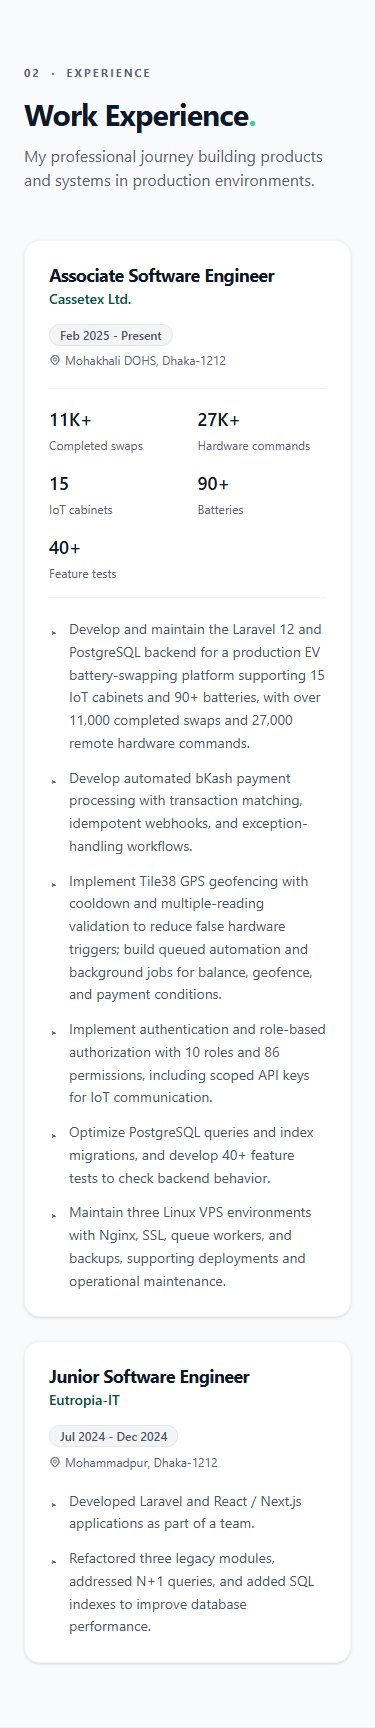 02 · EXPERIENCE
Work Experience.
My professional journey building products
and systems in production environments.
Associate Software Engineer
Cassetex Ltd.
Feb 2025 - Present
Mohakhali DOHS, Dhaka-1212
11K+
Completed swaps
27K+
Hardware commands
15
IoT cabinets
90+
Batteries
40+
Feature tests
Develop and maintain the Laravel 12 and
PostgreSQL backend for a production EV
battery-swapping platform supporting 15
IoT cabinets and 90+ batteries, with over
11,000 completed swaps and 27,000
remote hardware commands.
Develop automated bKash payment
processing with transaction matching,
idempotent webhooks, and exception-
handling workflows.
Implement Tile38 GPS geofencing with
cooldown and multiple-reading
validation to reduce false hardware
triggers; build queued automation and
background jobs for balance, geofence,
and payment conditions.
Implement authentication and role-based
authorization with 10 roles and 86
permissions, including scoped API keys
for IoT communication.
Optimize PostgreSQL queries and index
migrations, and develop 40+ feature
tests to check backend behavior.
Maintain three Linux VPS environments
with Nginx, SSL, queue workers, and
backups, supporting deployments and
operational maintenance.
Junior Software Engineer
Eutropia-IT
Jul 2024 - Dec 2024
Mohammadpur, Dhaka-1212
Developed Laravel and React / Next.js
applications as part of a team.
Refactored three legacy modules,
addressed N+1 queries, and added SQL
indexes to improve database
performance.